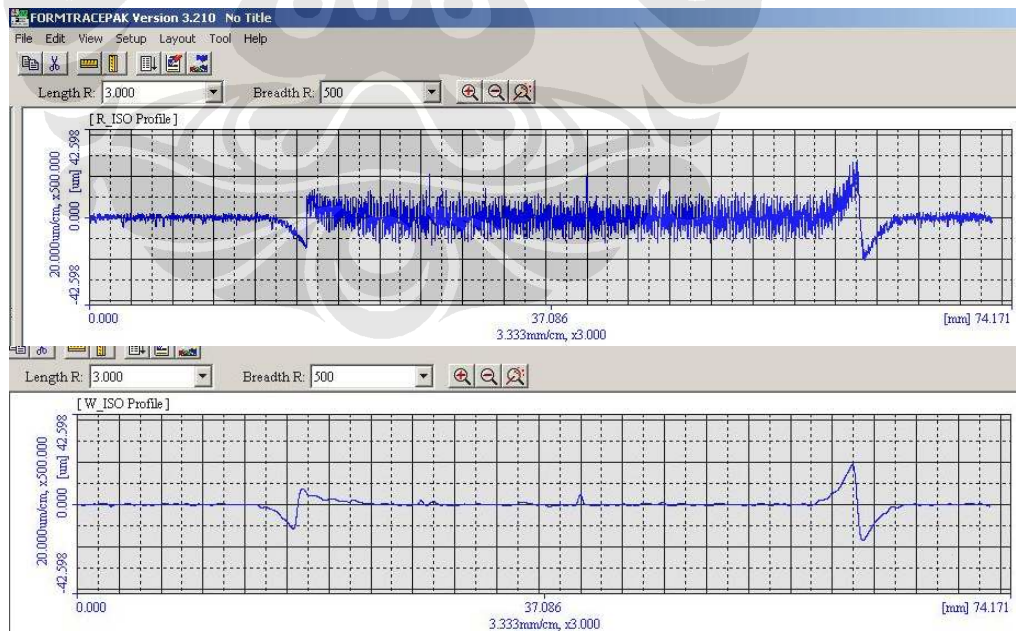 FORMTRACEPAK Version 3.210 No Title
File Edit View Setup Layout Tool Help
Length R: 3.000 Breadth R: 500
[ R_ISO Profile ]
20.000um/cm, x500.000
-42.598 0.000 [um] 42.598
0.000 37.086 [mm] 74.171
3.333mm/cm, x3.000
Length R: 3.000 Breadth R: 500
[ W_ISO Profile ]
20.000um/cm, x500.000
-42.598 0.000 [um] 42.598
0.000 37.086 [mm] 74.171
3.333mm/cm, x3.000